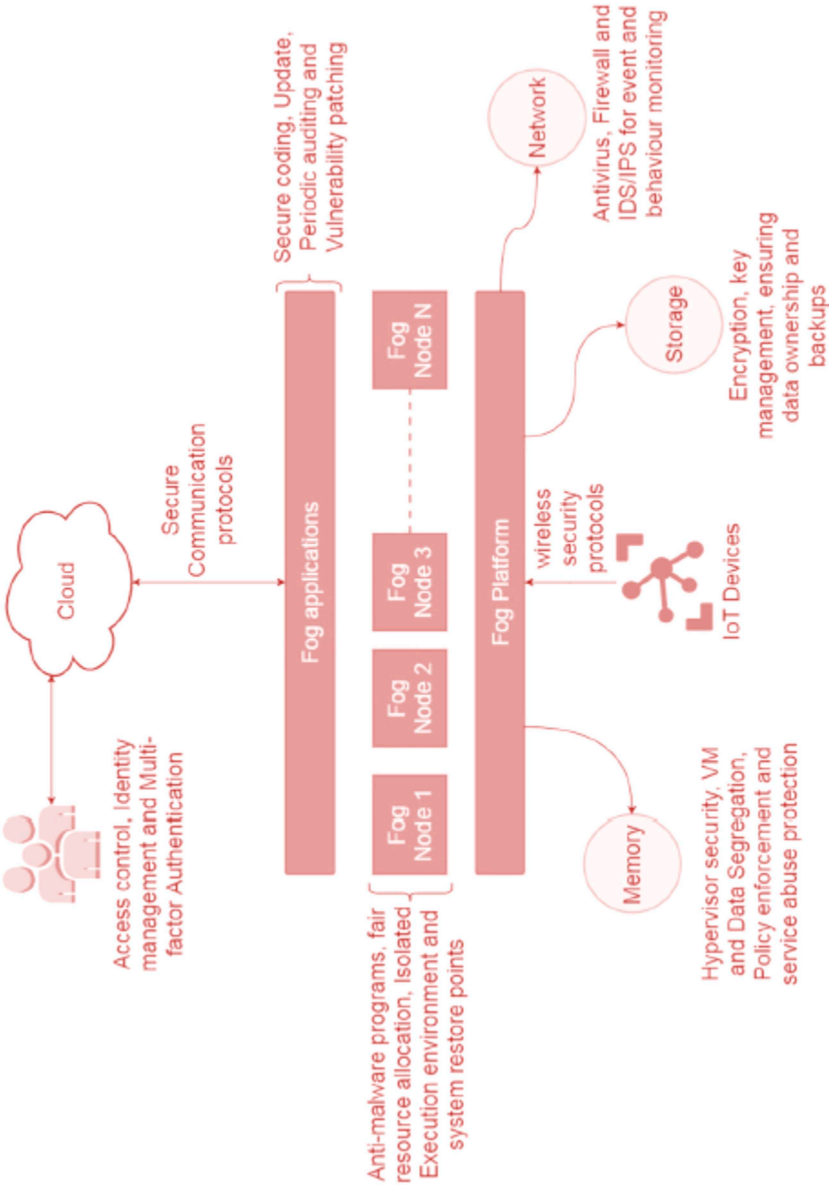 Cloud
Access control, Identity
management and Multi-
factor Authentication
Secure
Communication
protocols
Fog applications
Secure coding, Update,
Periodic auditing and
Vulnerability patching
Anti-malware programs, fair
resource allocation, Isolated
Execution environment and
system restore points
Fog
Node 1
Fog
Node 2
Fog
Node 3
Fog
Node N
Fog Platform
wireless
security
protocols
Memory
Hypervisor security, VM
and Data Segregation,
Policy enforcement and
service abuse protection
IoT Devices
Storage
Encryption, key
management, ensuring
data ownership and
backups
Network
Antivirus, Firewall and
IDS/IPS for event and
behaviour monitoring